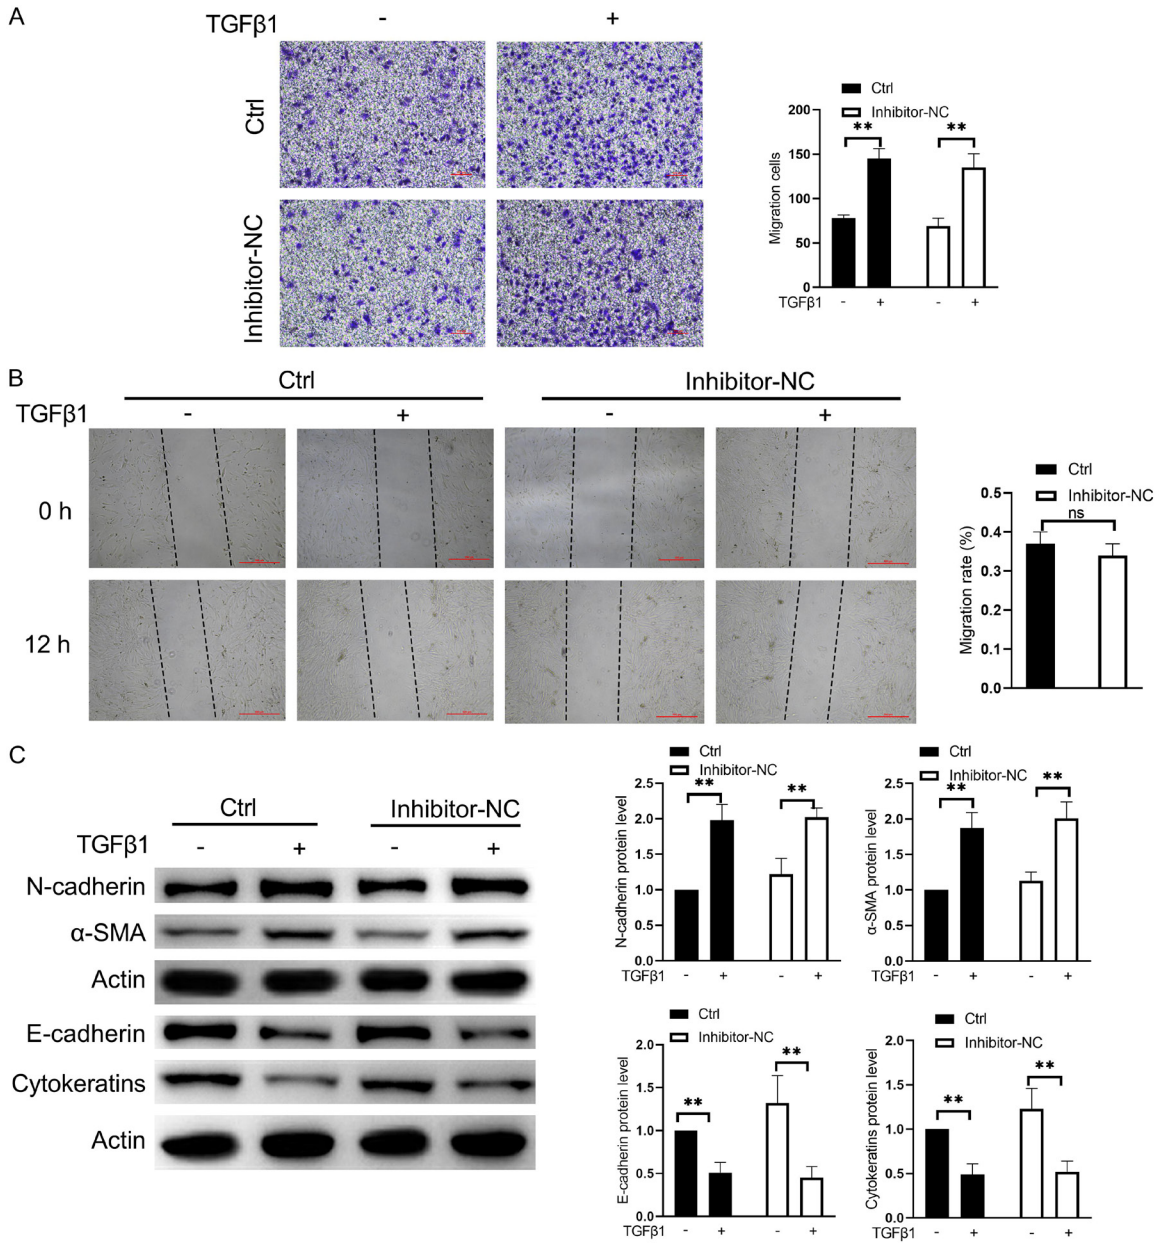 A
TGFβ1 - +
Ctrl
Inhibitor-NC
Ctrl
Inhibitor-NC
Migration cells
200
150
100
50
0
** **
TGFβ1 - + - +
B
Ctrl Inhibitor-NC
TGFβ1 - + - +
0 h
12 h
Ctrl
Inhibitor-NC
ns
Migration rate (%)
0.5
0.4
0.3
0.2
0.1
0.0
C
Ctrl Inhibitor-NC
TGFβ1 - + - +
N-cadherin
α-SMA
Actin
E-cadherin
Cytokeratins
Actin
Ctrl
Inhibitor-NC
N-cadherin protein level
2.5
2.0
1.5
1.0
0.5
0.0
** **
TGFβ1 - + - +
Ctrl
Inhibitor-NC
α-SMA protein level
2.5
2.0
1.5
1.0
0.5
0.0
** **
TGFβ1 - + - +
Ctrl
Inhibitor-NC
E-cadherin protein level
2.0
1.5
1.0
0.5
0.0
** **
TGFβ1 - + - +
Ctrl
Inhibitor-NC
Cytokeratins protein level
2.0
1.5
1.0
0.5
0.0
** **
TGFβ1 - + - +